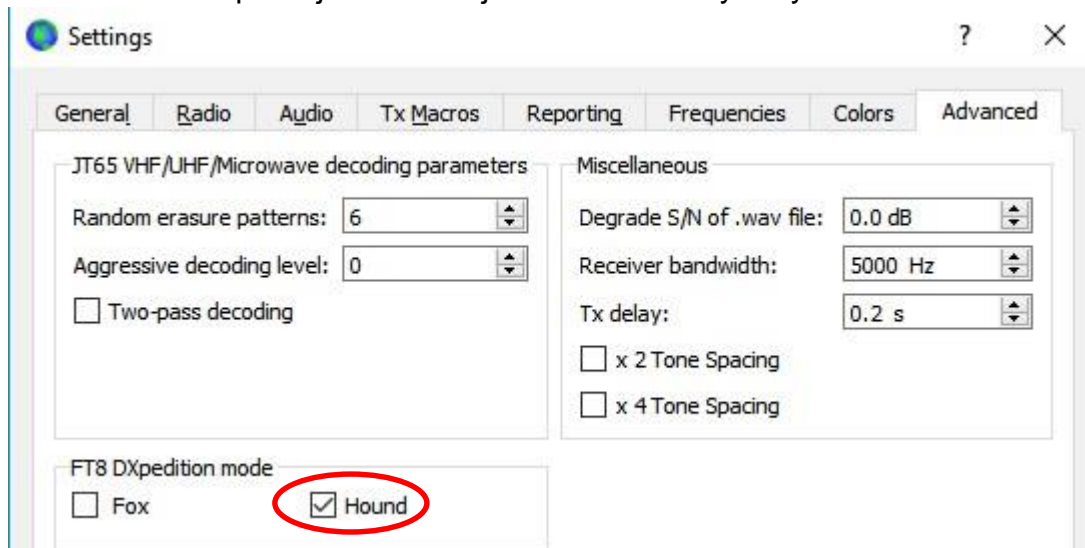 Settings ? ×
General Radio Audio Tx Macros Reporting Frequencies Colors Advanced
JT65 VHF/UHF/Microwave decoding parameters
Random erasure patterns: 6
Aggressive decoding level: 0
Two-pass decoding
Miscellaneous
Degrade S/N of .wav file: 0.0 dB
Receiver bandwidth: 5000 Hz
Tx delay: 0.2 s
x 2 Tone Spacing
x 4 Tone Spacing
FT8 DXpedition mode
Fox Hound